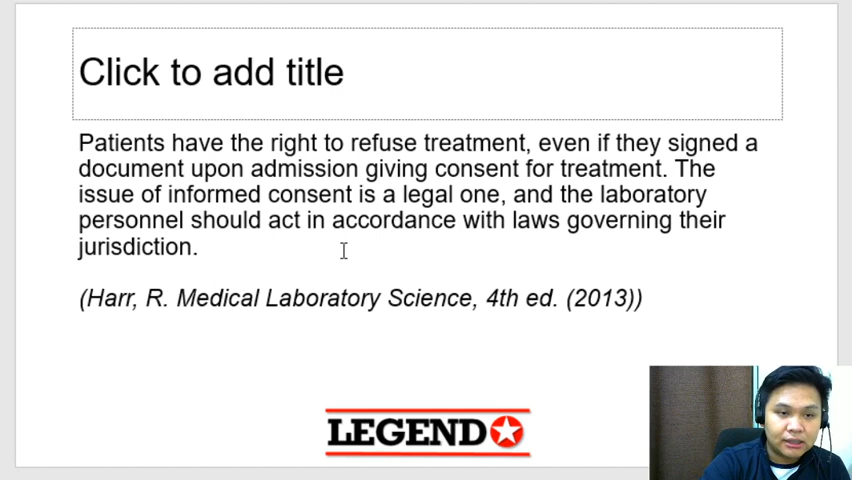 Click to add title
Patients have the right to refuse treatment, even if they signed a
document upon admission giving consent for treatment. The
issue of informed consent is a legal one, and the laboratory
personnel should act in accordance with laws governing their
jurisdiction.
(Harr, R. Medical Laboratory Science, 4th ed. (2013))
LEGEND